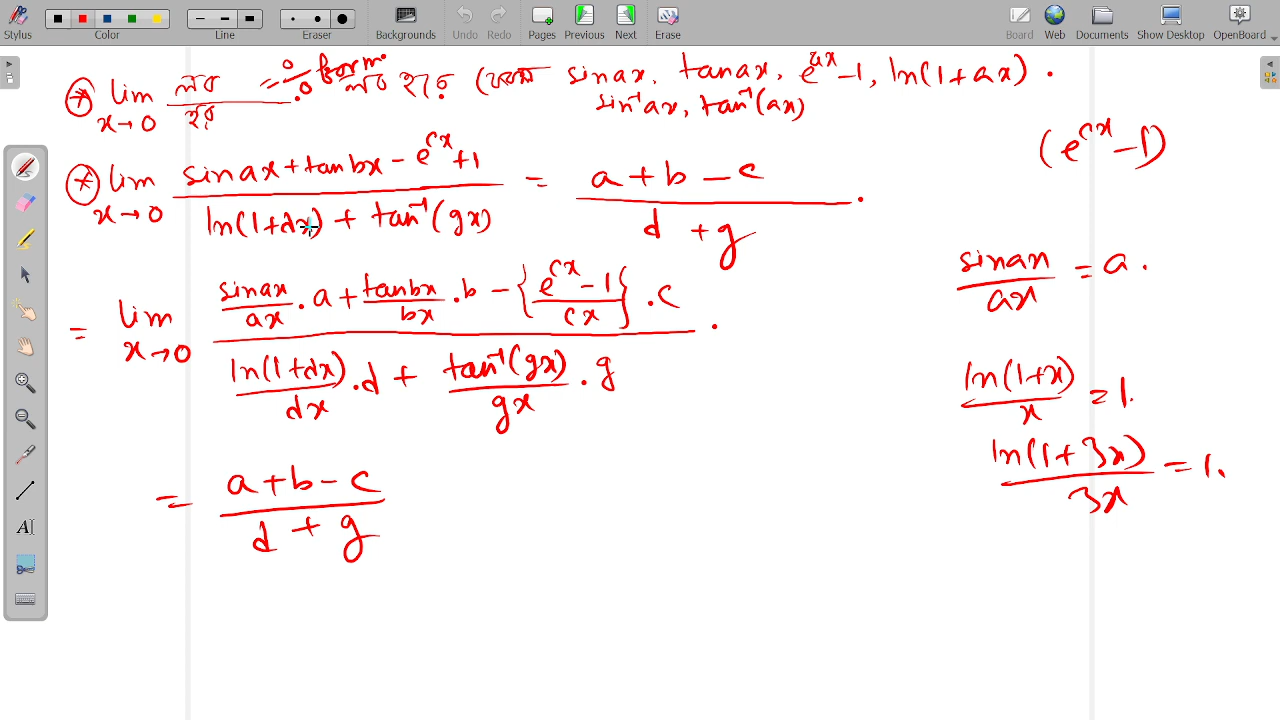 Stylus Color Line Eraser Backgrounds Undo Redo Pages Previous Next Erase Board Web Documents Show Desktop OpenBoard
⊛ lim x→0 লব/হর = 0/0 form. লব হর sin ax, tan ax, e^{ax}-1, ln(1+ax).
sin⁻¹ax, tan⁻¹(ax)
(e^{cx}-1)
⊛ lim x→0 (sin ax + tan bx - e^{cx} + 1)/(ln(1+dx) + tan⁻¹(gx)) = (a+b-c)/(d+g).
sin ax/ax = a.
= lim x→0 (sin ax/ax . a + tan bx/bx . b - {(e^{cx}-1)/cx} . c)/(ln(1+dx)/dx . d + tan⁻¹(gx)/gx . g).
ln(1+x)/x = 1.
ln(1+3x)/3x = 1.
= (a+b-c)/(d+g)